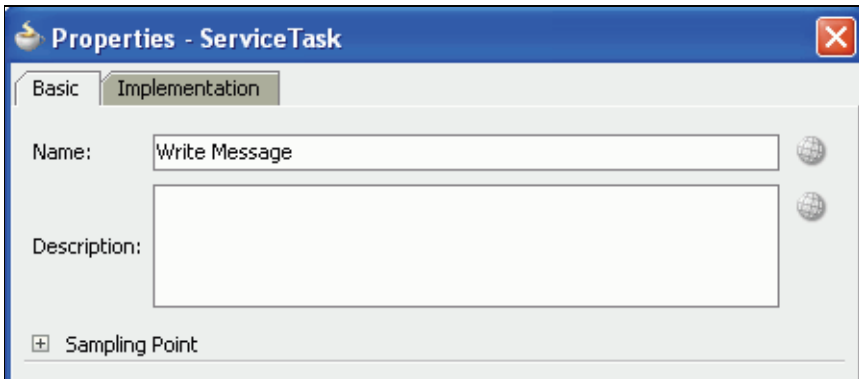 Properties - ServiceTask
Basic Implementation
Name: Write Message
Description:
Sampling Point